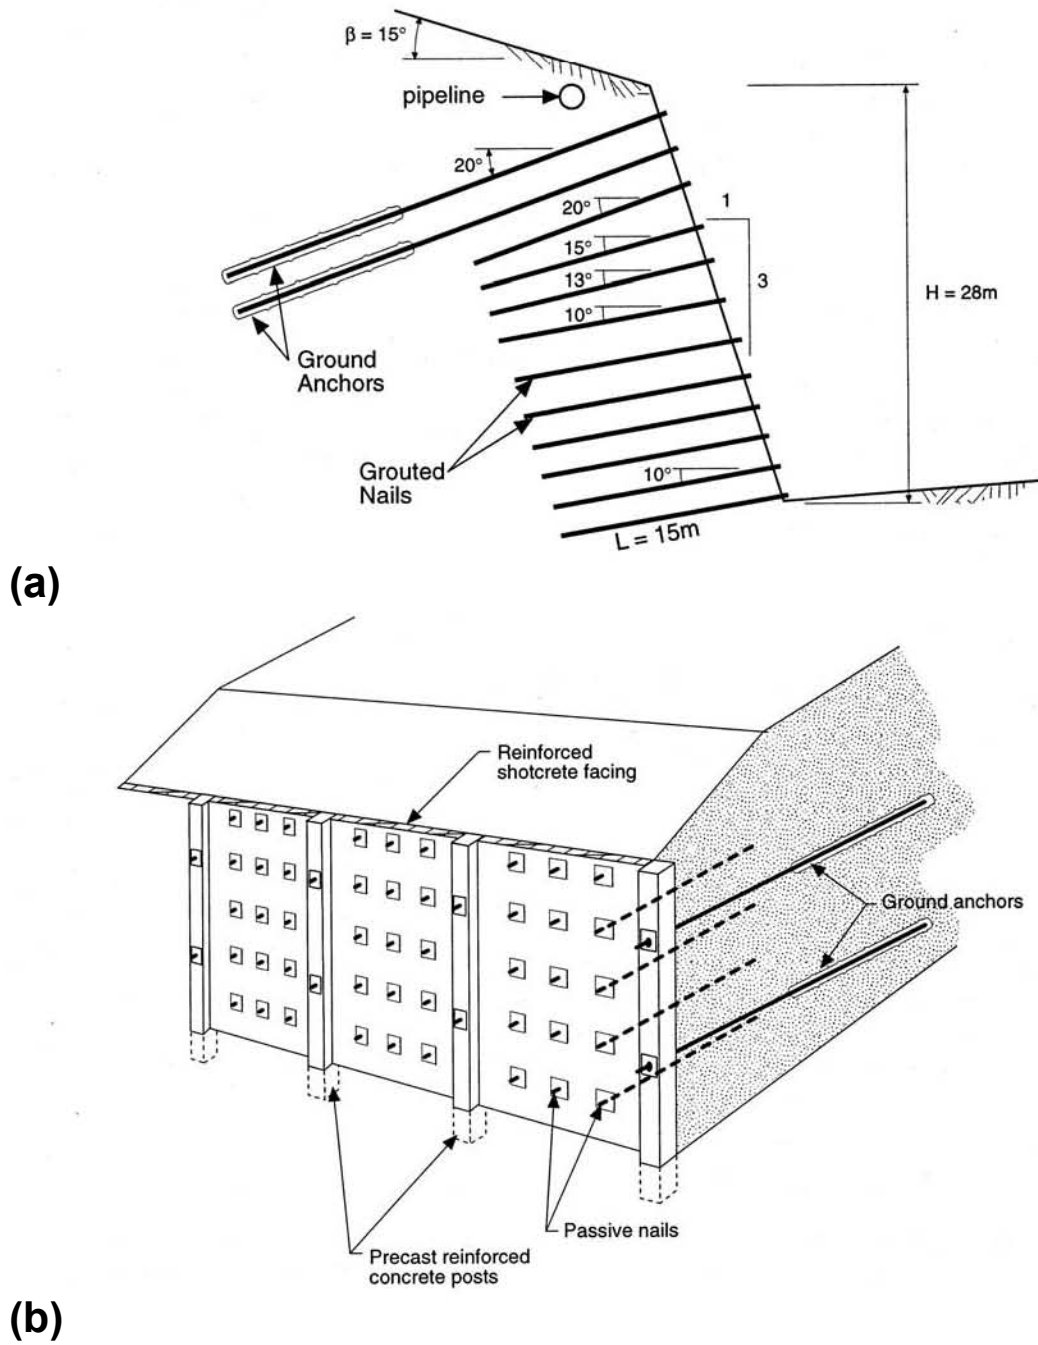 β = 15°
pipeline
20°
20°
1
15°
13°
3
10°
H = 28m
Ground
Anchors
Grouted
Nails
10°
L = 15m
(a)
Reinforced
shotcrete facing
Ground anchors
Passive nails
Precast reinforced
concrete posts
(b)